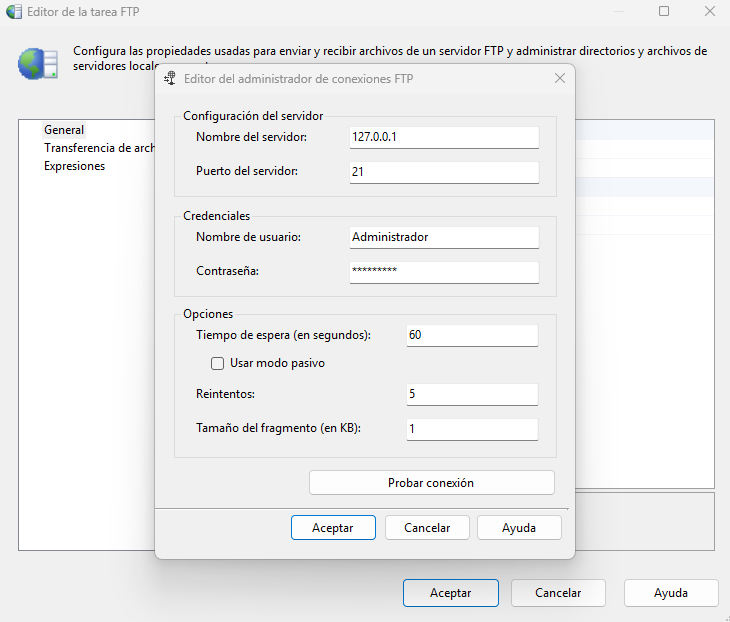 Editor de la tarea FTP
Configura las propiedades usadas para enviar y recibir archivos de un servidor FTP y administrar directorios y archivos de
servidores locale
Editor del administrador de conexiones FTP
General
Transferencia de arch
Expresiones
Configuración del servidor
Nombre del servidor: 127.0.0.1
Puerto del servidor: 21
Credenciales
Nombre de usuario: Administrador
Contraseña: *********
Opciones
Tiempo de espera (en segundos): 60
Usar modo pasivo
Reintentos: 5
Tamaño del fragmento (en KB): 1
Probar conexión
Aceptar Cancelar Ayuda
Aceptar Cancelar Ayuda